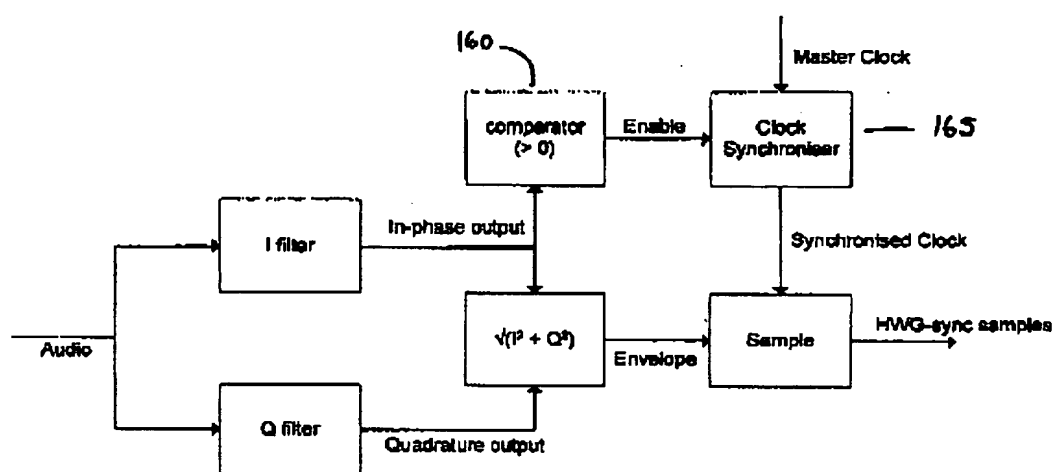 160
Master Clock
comparator
(> 0)
Enable
Clock
Synchroniser
165
I filter
In-phase output
Synchronised Clock
√(I² + Q²)
Envelope
Sample
HWG-sync samples
Audio
Q filter
Quadrature output